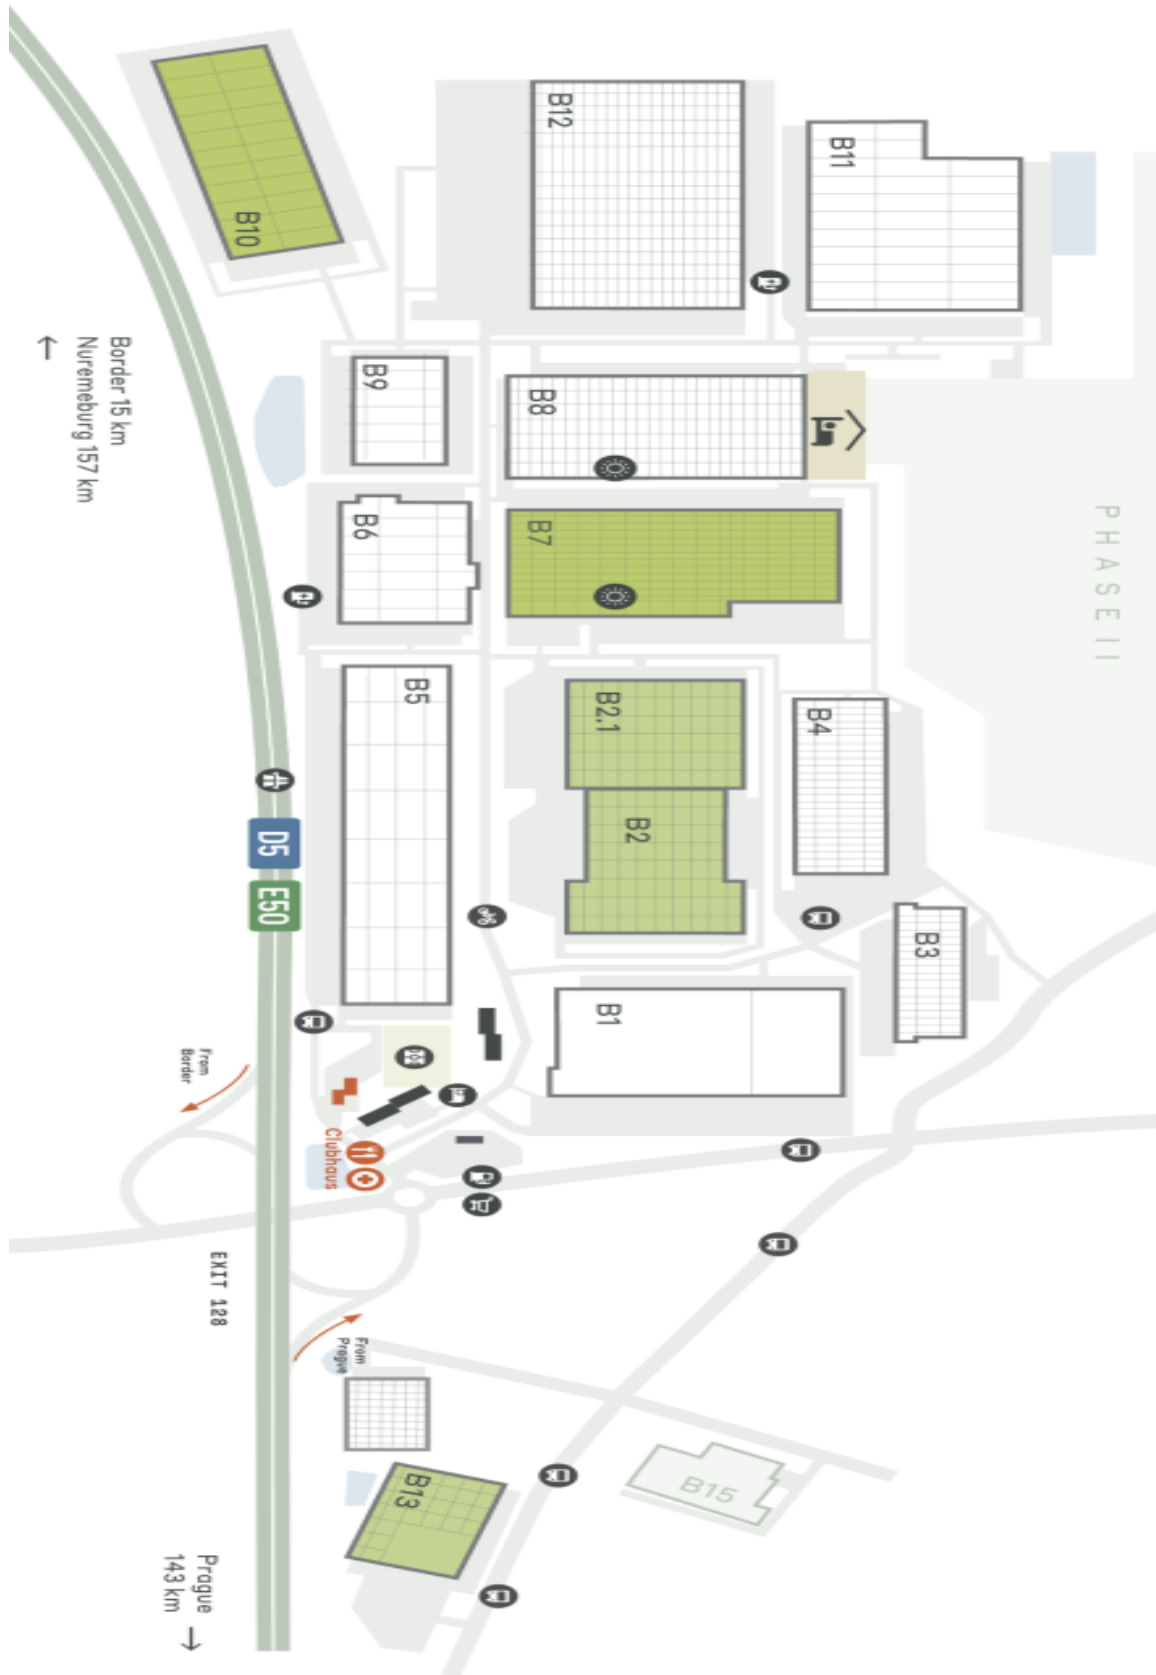 B10
B12
B11
Border 15 km
Nuremeburg 157 km
←
B9
B8
B6
B7
PHASE II
B5
B2.1
B4
B2
D5
E50
B3
B1
From
Border
Clubhaus
EXIT 128
From
Prague
B13
B15
Prague
143 km
→